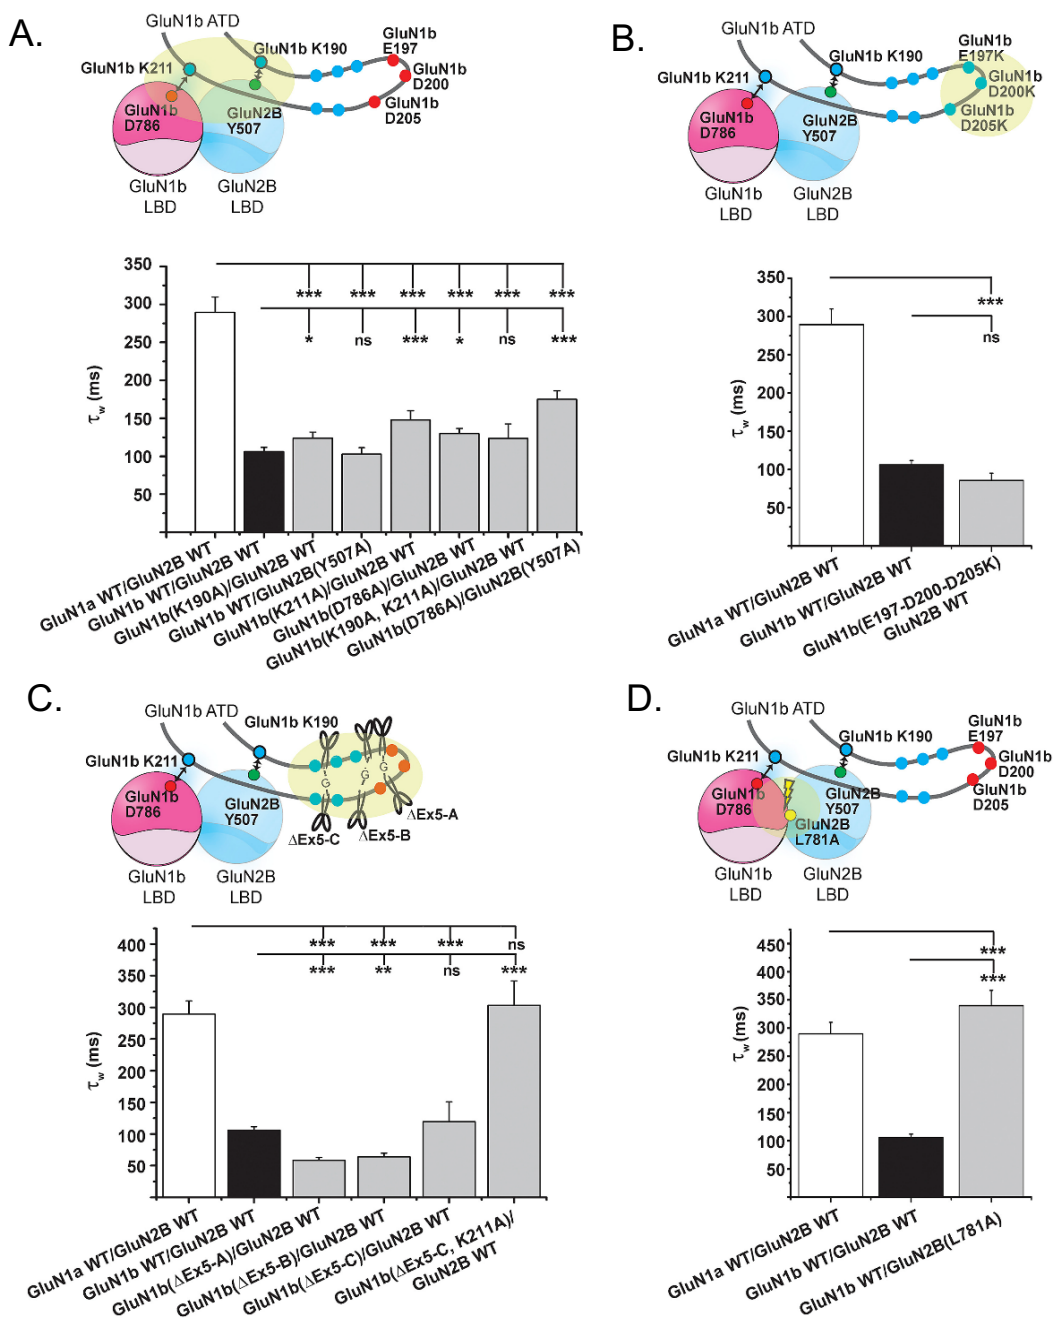 A.
GluN1b ATD
GluN1b K190
GluN1b
E197
GluN1b K211
GluN1b
D200
GluN1b
D786
GluN2B
Y507
GluN1b
D205
GluN1b
LBD
GluN2B
LBD
350
300
250
200
150
100
50
τw (ms)
*** *** *** *** *** ***
* ns *** * ns ***
GluN1a WT/GluN2B WT
GluN1b WT/GluN2B WT
GluN1b(K190A)/GluN2B WT
GluN1b WT/GluN2B(Y507A)
GluN1b(K211A)/GluN2B WT
GluN1b(D786A)/GluN2B WT
GluN1b(K190A, K211A)/GluN2B WT
GluN1b(D786A)/GluN2B(Y507A)
B.
GluN1b ATD
GluN1b K190
GluN1b
E197K
GluN1b K211
GluN1b
D200K
GluN1b
D786
GluN2B
Y507
GluN1b
D205K
GluN1b
LBD
GluN2B
LBD
350
300
250
200
150
100
50
τw (ms)
***
ns
GluN1a WT/GluN2B WT
GluN1b WT/GluN2B WT
GluN1b(E197-D200-D205K)
GluN2B WT
C.
GluN1b ATD
GluN1b K190
GluN1b K211
G
G
G
GluN1b
D786
GluN2B
Y507
ΔEx5-A
ΔEx5-B
ΔEx5-C
GluN1b
LBD
GluN2B
LBD
400
350
300
250
200
150
100
50
τw (ms)
*** *** *** ns
*** ** ns ***
GluN1a WT/GluN2B WT
GluN1b WT/GluN2B WT
GluN1b(ΔEx5-A)/GluN2B WT
GluN1b(ΔEx5-B)/GluN2B WT
GluN1b(ΔEx5-C)/GluN2B WT
GluN1b(ΔEx5-C, K211A)/
GluN2B WT
D.
GluN1b ATD
GluN1b K190
GluN1b
E197
GluN1b K211
GluN1b
D200
GluN1b
D786
GluN2B
Y507
GluN1b
D205
GluN2B
L781A
GluN1b
LBD
GluN2B
LBD
450
400
350
300
250
200
150
100
50
τw (ms)
***
***
GluN1a WT/GluN2B WT
GluN1b WT/GluN2B WT
GluN1b WT/GluN2B(L781A)